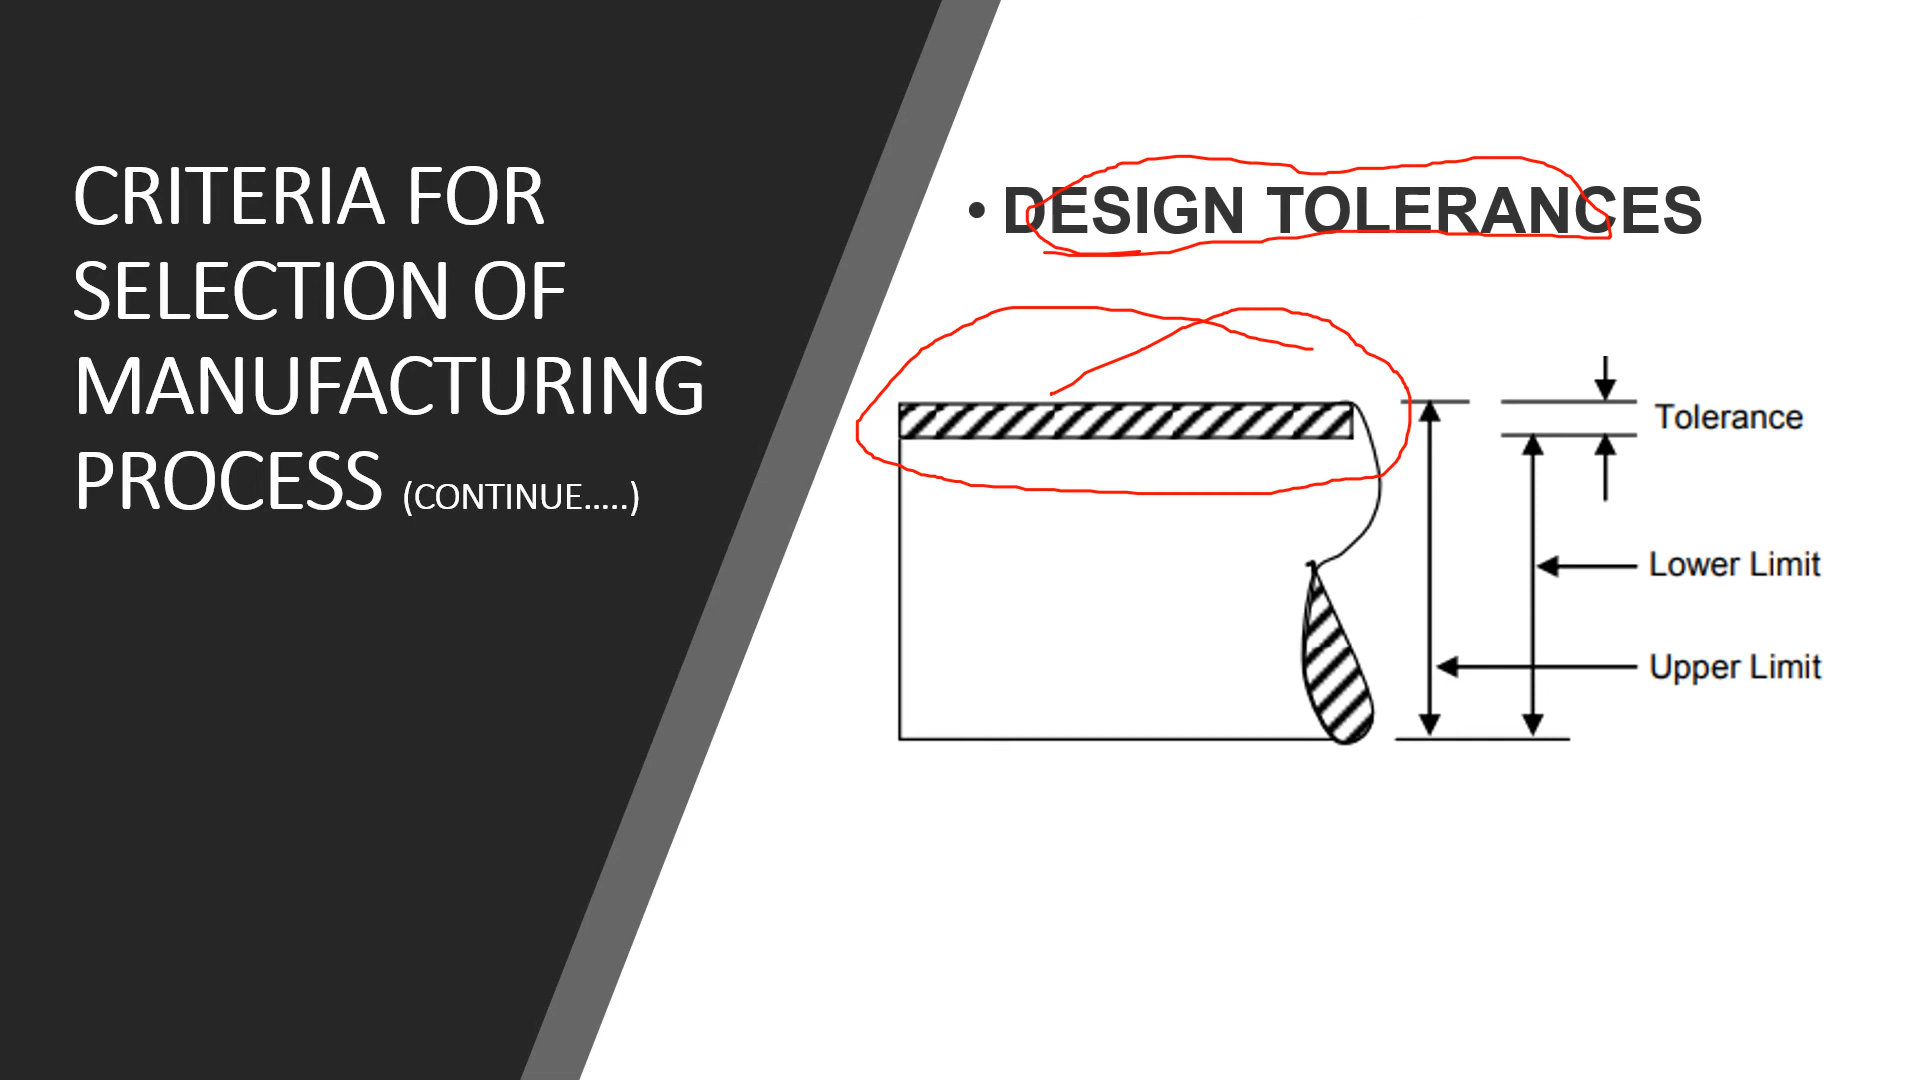 CRITERIA FOR
SELECTION OF
MANUFACTURING
PROCESS (CONTINUE.....)
• DESIGN TOLERANCES
Tolerance
Lower Limit
Upper Limit